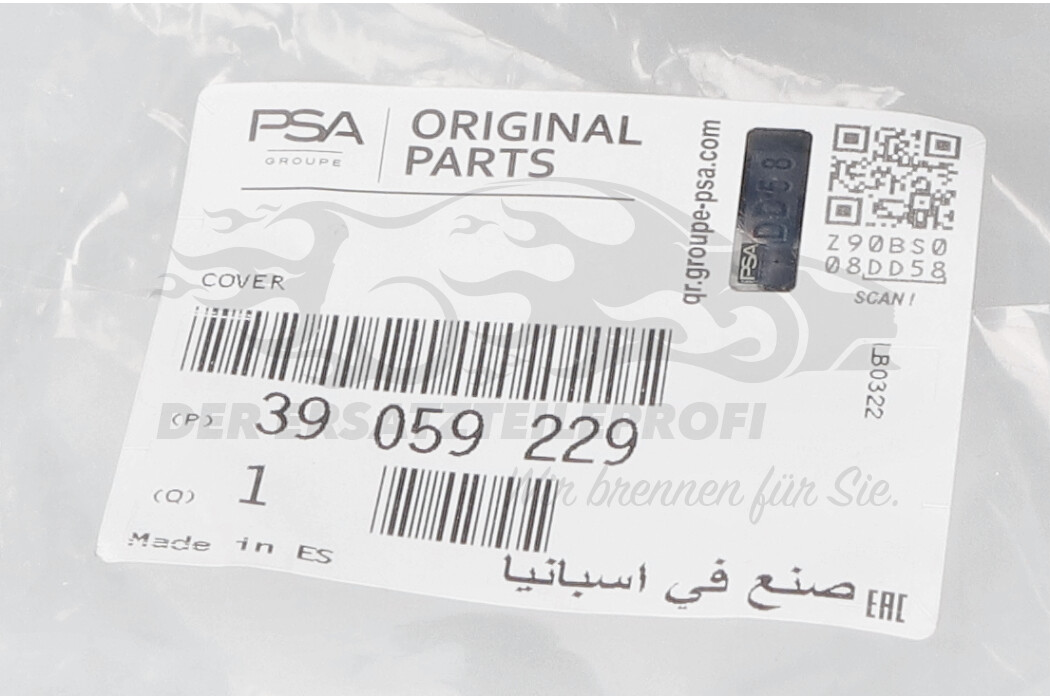 PSA
GROUPE
ORIGINAL
PARTS
qr.groupe-psa.com
DD58
PSA
Z90BS0
08DD58
SCAN!
COVER
LB0322
(P) 39 059 229
DER ERSATZTEILEPROFI
Wir brennen für Sie.
(Q) 1
Made in ES
صنع في اسبانيا
EAC